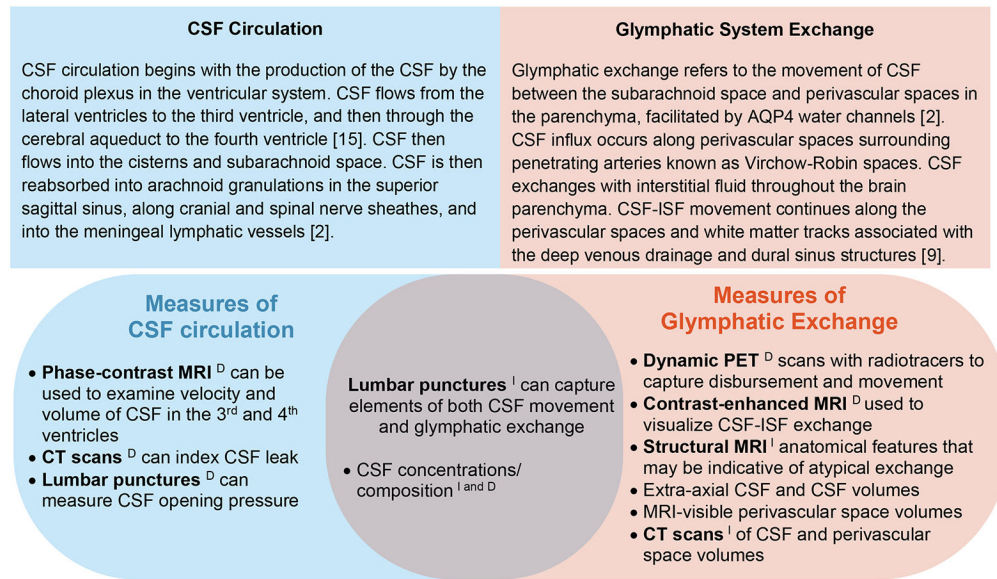 CSF Circulation
CSF circulation begins with the production of the CSF by the
choroid plexus in the ventricular system. CSF flows from the
lateral ventricles to the third ventricle, and then through the
cerebral aqueduct to the fourth ventricle [15]. CSF then
flows into the cisterns and subarachnoid space. CSF is then
reabsorbed into arachnoid granulations in the superior
sagittal sinus, along cranial and spinal nerve sheathes, and
into the meningeal lymphatic vessels [2].
Glymphatic System Exchange
Glymphatic exchange refers to the movement of CSF
between the subarachnoid space and perivascular spaces in
the parenchyma, facilitated by AQP4 water channels [2].
CSF influx occurs along perivascular spaces surrounding
penetrating arteries known as Virchow-Robin spaces. CSF
exchanges with interstitial fluid throughout the brain
parenchyma. CSF-ISF movement continues along the
perivascular spaces and white matter tracks associated with
the deep venous drainage and dural sinus structures [9].
Measures of
CSF circulation
• Phase-contrast MRI D can be
used to examine velocity and
volume of CSF in the 3rd and 4th
ventricles
• CT scans D can index CSF leak
• Lumbar punctures D can
measure CSF opening pressure
Lumbar punctures I can capture
elements of both CSF movement
and glymphatic exchange
• CSF concentrations/
composition I and D
Measures of
Glymphatic Exchange
• Dynamic PET D scans with radiotracers to
capture disbursement and movement
• Contrast-enhanced MRI D used to
visualize CSF-ISF exchange
• Structural MRI I anatomical features that
may be indicative of atypical exchange
• Extra-axial CSF and CSF volumes
• MRI-visible perivascular space volumes
• CT scans I of CSF and perivascular
space volumes